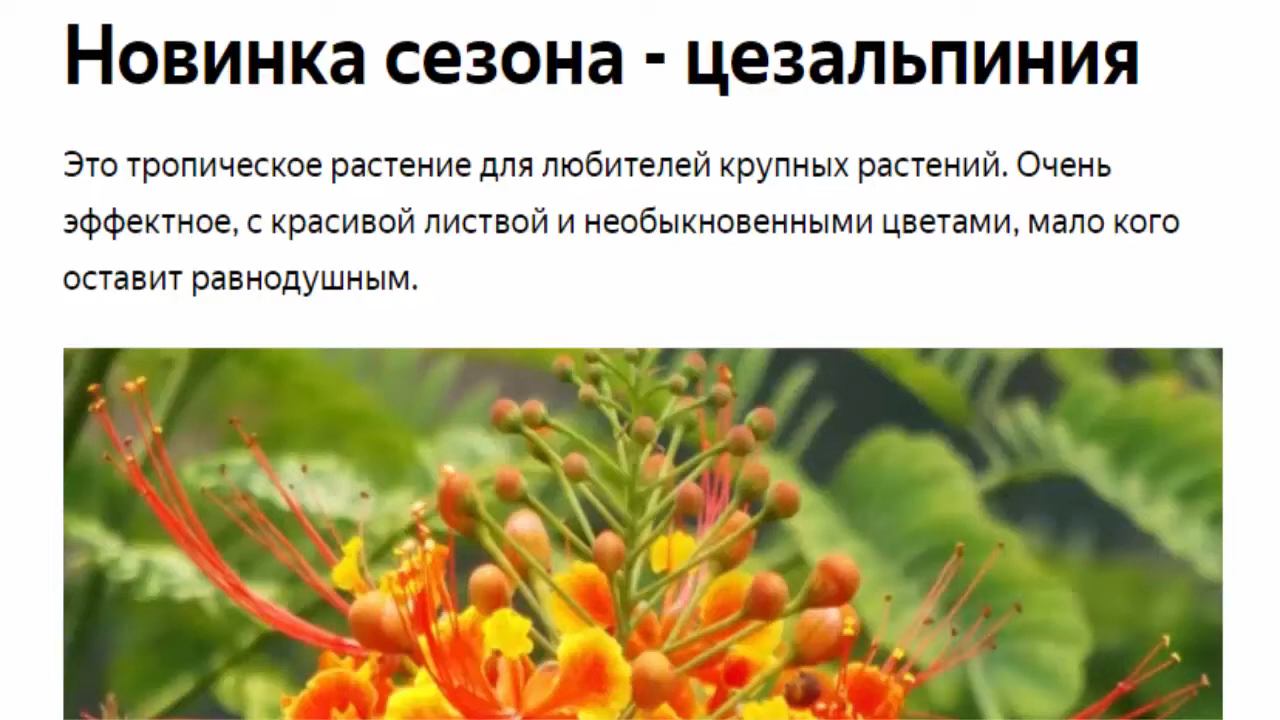 Новинка сезона - цезальпиния
Это тропическое растение для любителей крупных растений. Очень
эффектное, с красивой листвой и необыкновенными цветами, мало кого
оставит равнодушным.